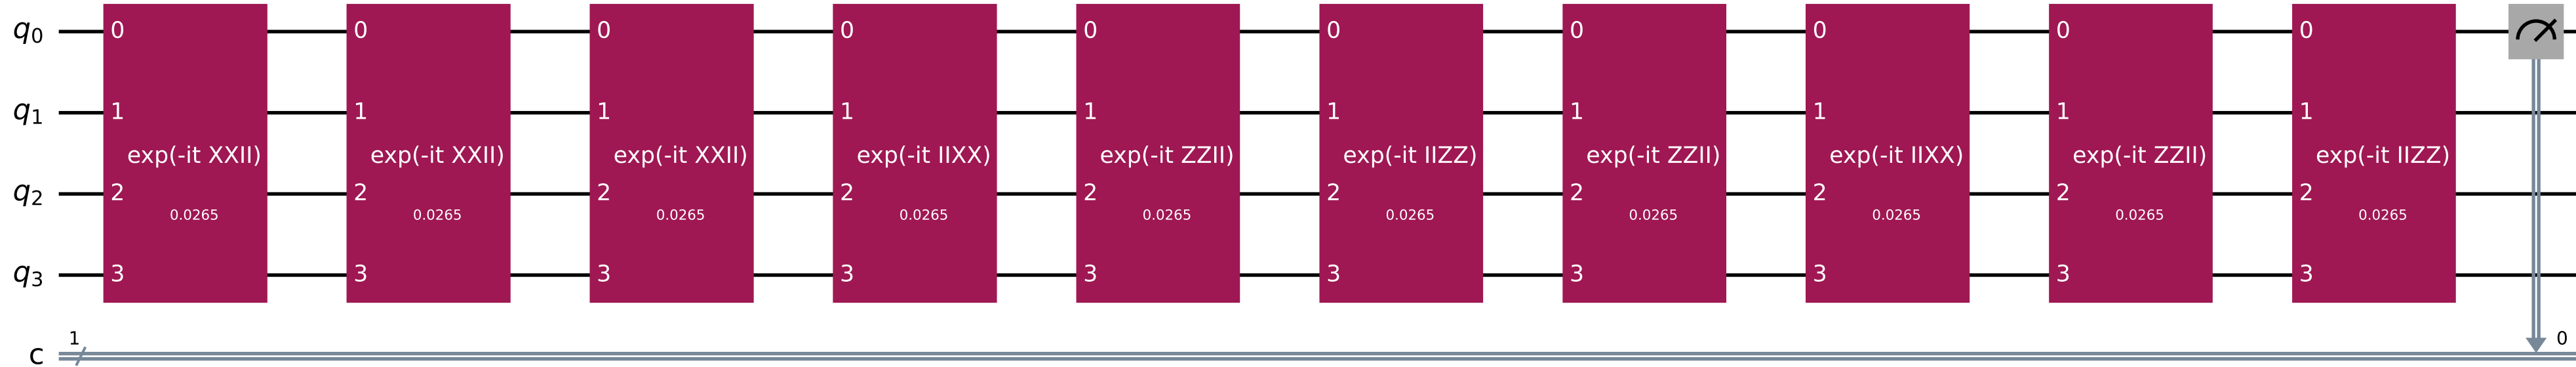 q0 0 0 0 0 0 0 0 0 0 0
q1 1 1 1 1 1 1 1 1 1 1
exp(-it XXII) exp(-it XXII) exp(-it XXII) exp(-it IIXX) exp(-it ZZII) exp(-it IIZZ) exp(-it ZZII) exp(-it IIXX) exp(-it ZZII) exp(-it IIZZ)
q2 2 2 2 2 2 2 2 2 2 2
0.0265 0.0265 0.0265 0.0265 0.0265 0.0265 0.0265 0.0265 0.0265 0.0265
q3 3 3 3 3 3 3 3 3 3 3
1 0
c